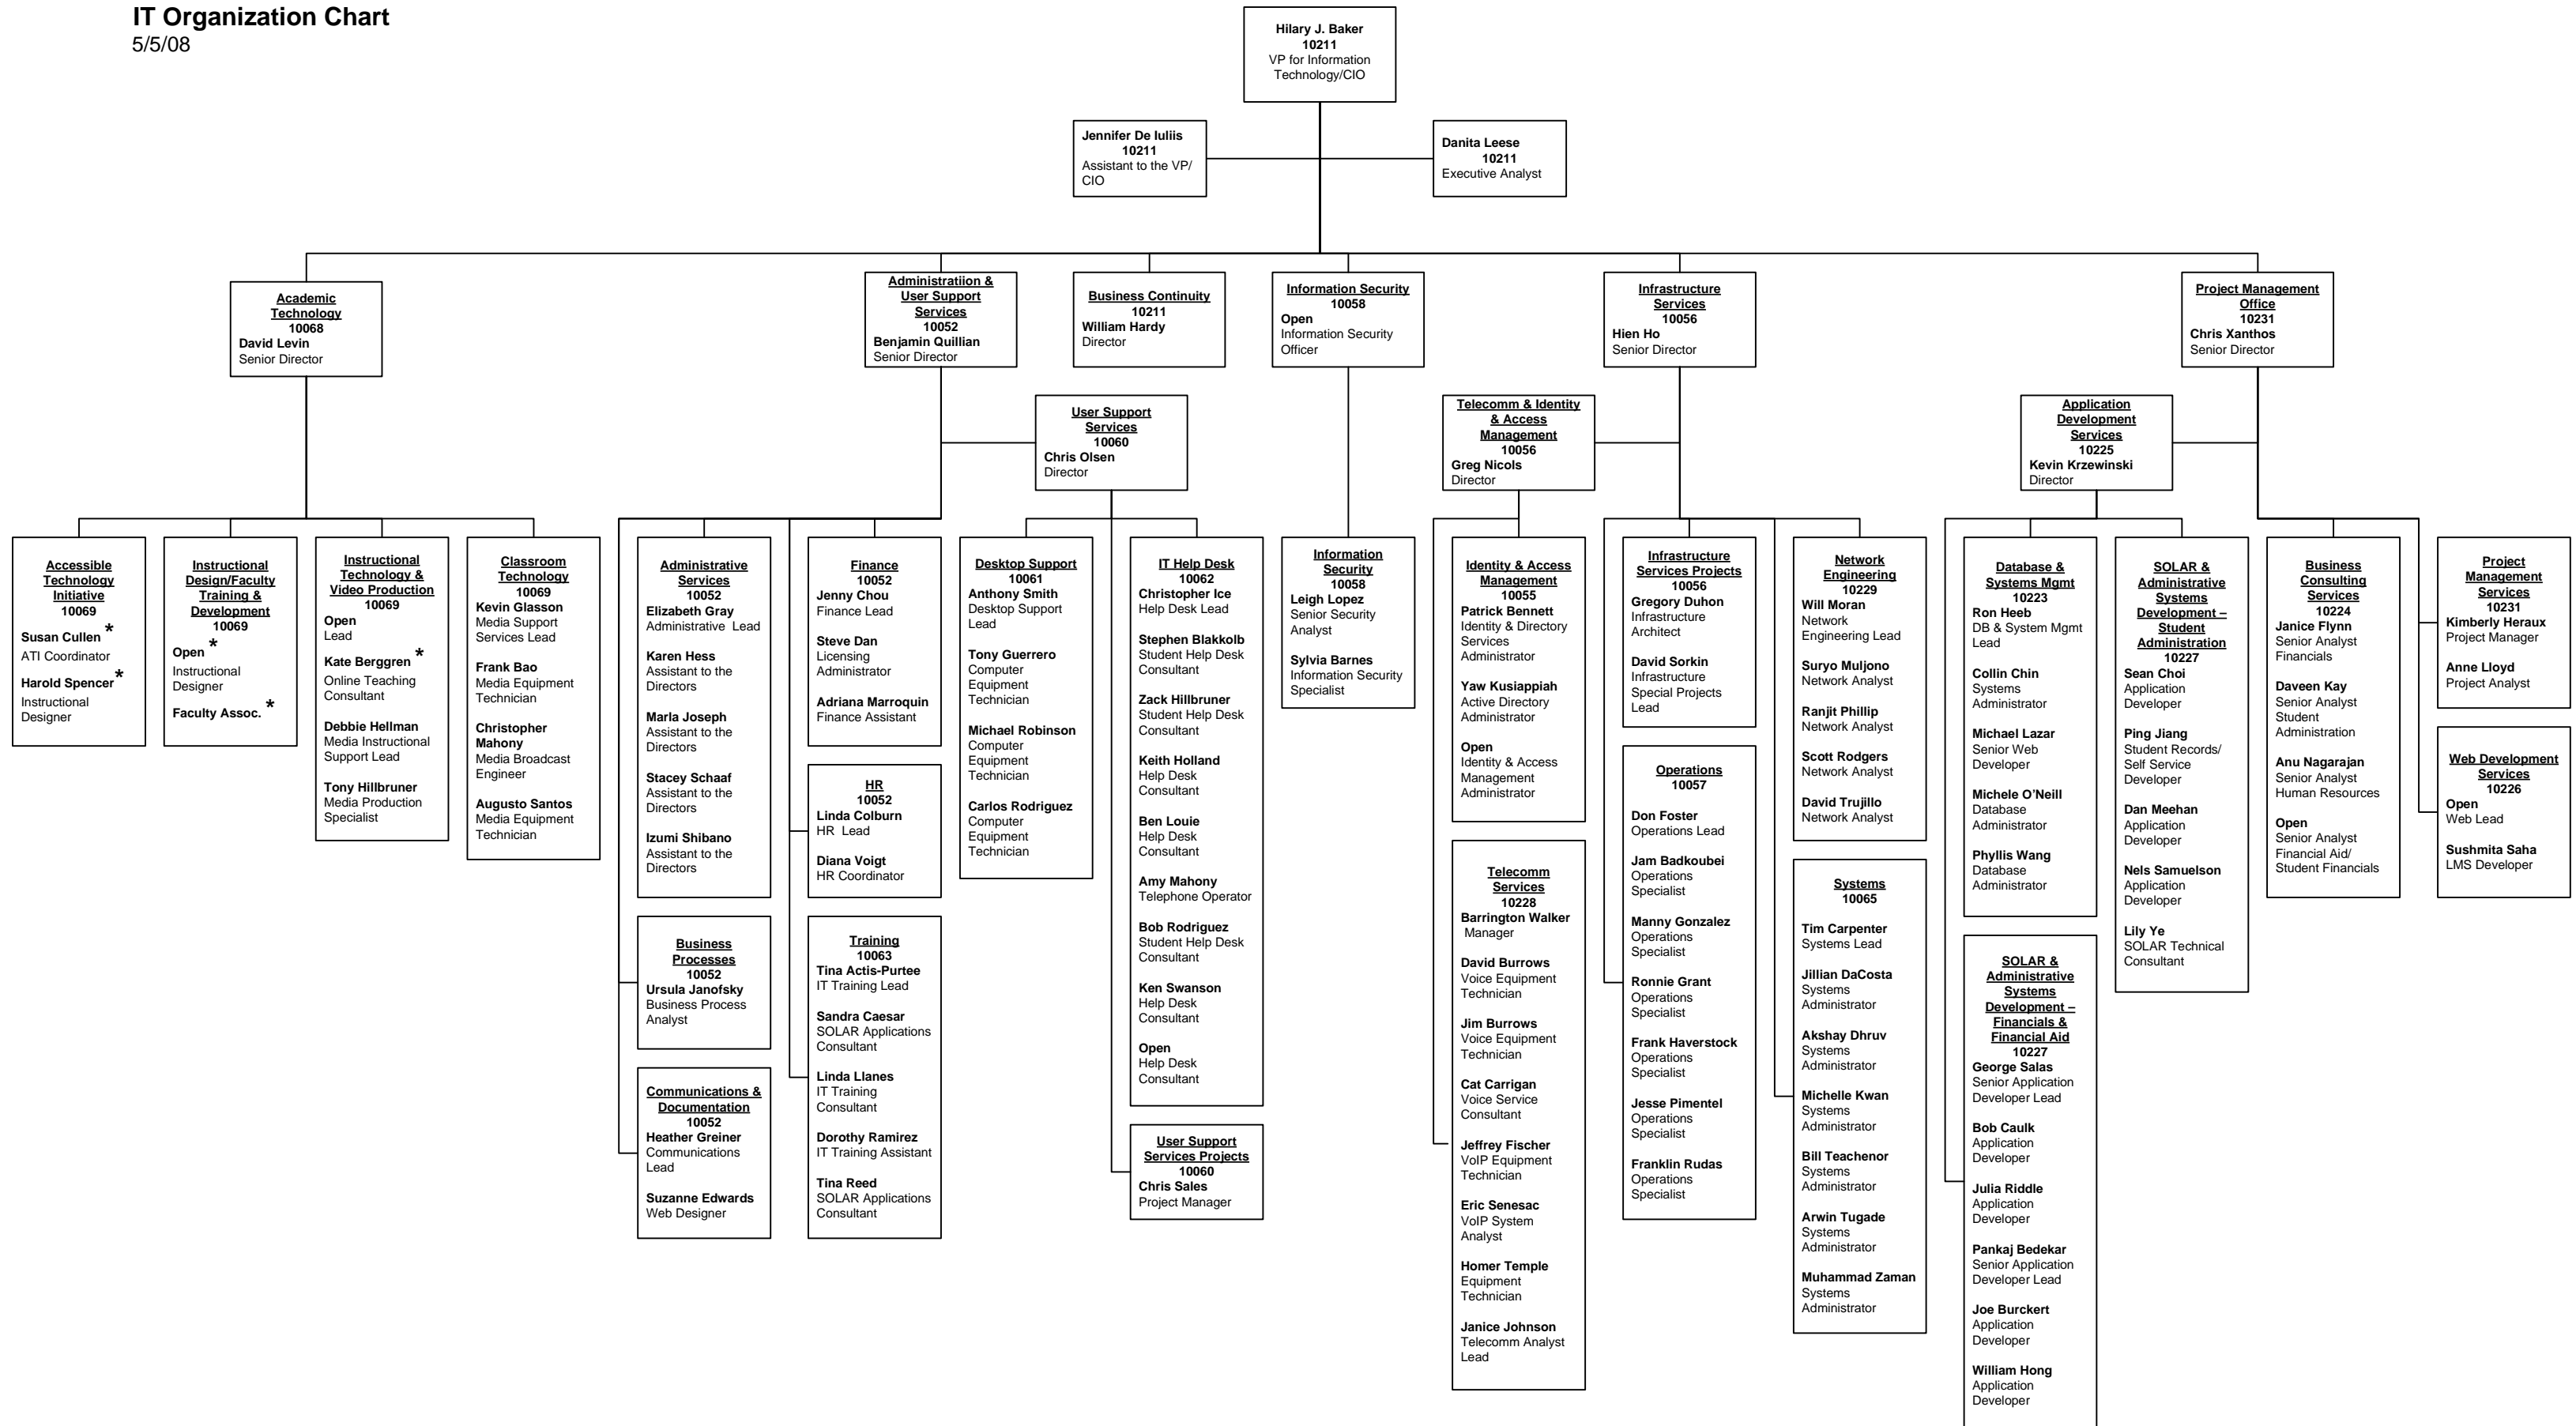 IT Organization Chart
5/5/08
Hilary J. Baker
10211
VP for Information
Technology/CIO
Jennifer De Iuliis
10211
Assistant to the VP/
CIO
Danita Leese
10211
Executive Analyst
Academic
Technology
10068
David Levin
Senior Director
Administratiion &
User Support
Services
10052
Benjamin Quillian
Senior Director
Business Continuity
10211
William Hardy
Director
Information Security
10058
Open
Information Security
Officer
Infrastructure
Services
10056
Hien Ho
Senior Director
Project Management
Office
10231
Chris Xanthos
Senior Director
User Support
Services
10060
Chris Olsen
Director
Telecomm & Identity
& Access
Management
10056
Greg Nicols
Director
Application
Development
Services
10225
Kevin Krzewinski
Director
Accessible
Technology
Initiative
10069
Susan Cullen *
ATI Coordinator
Harold Spencer *
Instructional
Designer
Instructional
Design/Faculty
Training &
Development
10069
Open *
Instructional
Designer
Faculty Assoc. *
Instructional
Technology &
Video Production
10069
Open
Lead
Kate Berggren *
Online Teaching
Consultant
Debbie Hellman
Media Instructional
Support Lead
Tony Hillbruner
Media Production
Specialist
Classroom
Technology
10069
Kevin Glasson
Media Support
Services Lead
Frank Bao
Media Equipment
Technician
Christopher
Mahony
Media Broadcast
Engineer
Augusto Santos
Media Equipment
Technician
Administrative
Services
10052
Elizabeth Gray
Administrative Lead
Karen Hess
Assistant to the
Directors
Marla Joseph
Assistant to the
Directors
Stacey Schaaf
Assistant to the
Directors
Izumi Shibano
Assistant to the
Directors
Business
Processes
10052
Ursula Janofsky
Business Process
Analyst
Communications &
Documentation
10052
Heather Greiner
Communications
Lead
Suzanne Edwards
Web Designer
Finance
10052
Jenny Chou
Finance Lead
Steve Dan
Licensing
Administrator
Adriana Marroquin
Finance Assistant
HR
10052
Linda Colburn
HR Lead
Diana Voigt
HR Coordinator
Training
10063
Tina Actis-Purtee
IT Training Lead
Sandra Caesar
SOLAR Applications
Consultant
Linda Llanes
IT Training
Consultant
Dorothy Ramirez
IT Training Assistant
Tina Reed
SOLAR Applications
Consultant
Desktop Support
10061
Anthony Smith
Desktop Support
Lead
Tony Guerrero
Computer
Equipment
Technician
Michael Robinson
Computer
Equipment
Technician
Carlos Rodriguez
Computer
Equipment
Technician
IT Help Desk
10062
Christopher Ice
Help Desk Lead
Stephen Blakkolb
Student Help Desk
Consultant
Zack Hillbruner
Student Help Desk
Consultant
Keith Holland
Help Desk
Consultant
Ben Louie
Help Desk
Consultant
Amy Mahony
Telephone Operator
Bob Rodriguez
Student Help Desk
Consultant
Ken Swanson
Help Desk
Consultant
Open
Help Desk
Consultant
User Support
Services Projects
10060
Chris Sales
Project Manager
Information
Security
10058
Leigh Lopez
Senior Security
Analyst
Sylvia Barnes
Information Security
Specialist
Identity & Access
Management
10055
Patrick Bennett
Identity & Directory
Services
Administrator
Yaw Kusiappiah
Active Directory
Administrator
Open
Identity & Access
Management
Administrator
Telecomm
Services
10228
Barrington Walker
Manager
David Burrows
Voice Equipment
Technician
Jim Burrows
Voice Equipment
Technician
Cat Carrigan
Voice Service
Consultant
Jeffrey Fischer
VoIP Equipment
Technician
Eric Senesac
VoIP System
Analyst
Homer Temple
Equipment
Technician
Janice Johnson
Telecomm Analyst
Lead
Infrastructure
Services Projects
10056
Gregory Duhon
Infrastructure
Architect
David Sorkin
Infrastructure
Special Projects
Lead
Operations
10057
Don Foster
Operations Lead
Jam Badkoubei
Operations
Specialist
Manny Gonzalez
Operations
Specialist
Ronnie Grant
Operations
Specialist
Frank Haverstock
Operations
Specialist
Jesse Pimentel
Operations
Specialist
Franklin Rudas
Operations
Specialist
Network
Engineering
10229
Will Moran
Network
Engineering Lead
Suryo Muljono
Network Analyst
Ranjit Phillip
Network Analyst
Scott Rodgers
Network Analyst
David Trujillo
Network Analyst
Systems
10065
Tim Carpenter
Systems Lead
Jillian DaCosta
Systems
Administrator
Akshay Dhruv
Systems
Administrator
Michelle Kwan
Systems
Administrator
Bill Teachenor
Systems
Administrator
Arwin Tugade
Systems
Administrator
Muhammad Zaman
Systems
Administrator
Database &
Systems Mgmt
10223
Ron Heeb
DB & System Mgmt
Lead
Collin Chin
Systems
Administrator
Michael Lazar
Senior Web
Developer
Michele O'Neill
Database
Administrator
Phyllis Wang
Database
Administrator
SOLAR &
Administrative
Systems
Development –
Financials &
Financial Aid
10227
George Salas
Senior Application
Developer Lead
Bob Caulk
Application
Developer
Julia Riddle
Application
Developer
Pankaj Bedekar
Senior Application
Developer Lead
Joe Burckert
Application
Developer
William Hong
Application
Developer
SOLAR &
Administrative
Systems
Development –
Student
Administration
10227
Sean Choi
Application
Developer
Ping Jiang
Student Records/
Self Service
Developer
Dan Meehan
Application
Developer
Nels Samuelson
Application
Developer
Lily Ye
SOLAR Technical
Consultant
Business
Consulting
Services
10224
Janice Flynn
Senior Analyst
Financials
Daveen Kay
Senior Analyst
Student
Administration
Anu Nagarajan
Senior Analyst
Human Resources
Open
Senior Analyst
Financial Aid/
Student Financials
Project
Management
Services
10231
Kimberly Heraux
Project Manager
Anne Lloyd
Project Analyst
Web Development
Services
10226
Open
Web Lead
Sushmita Saha
LMS Developer